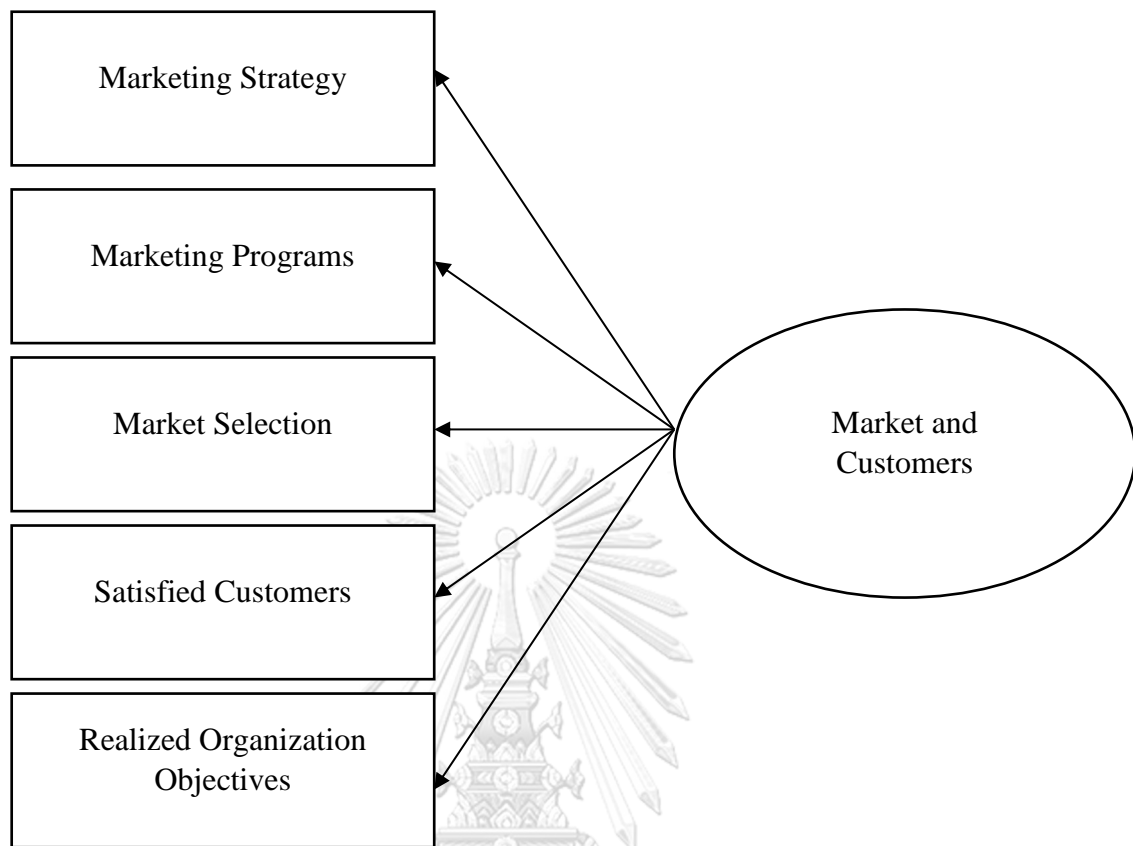 Marketing Strategy
Marketing Programs
Market Selection
Satisfied Customers
Realized Organization
Objectives
Market and
Customers